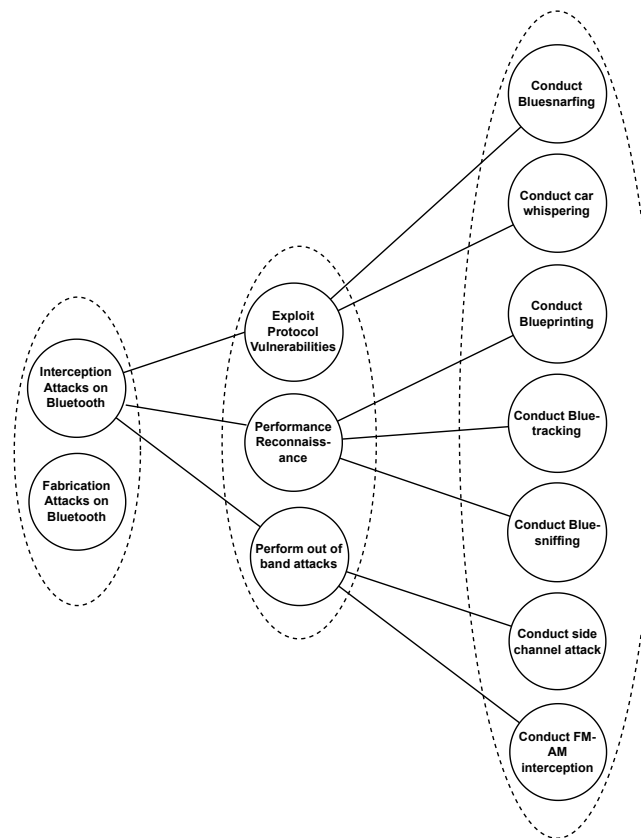 Interception
Attacks on
Bluetooth
Fabrication
Attacks on
Bluetooth
Exploit
Protocol
Vulnerabilities
Performance
Reconnaiss-
ance
Perform out of
band attacks
Conduct
Bluesnarfing
Conduct car
whispering
Conduct
Blueprinting
Conduct Blue-
tracking
Conduct Blue-
sniffing
Conduct side
channel attack
Conduct FM-
AM
interception